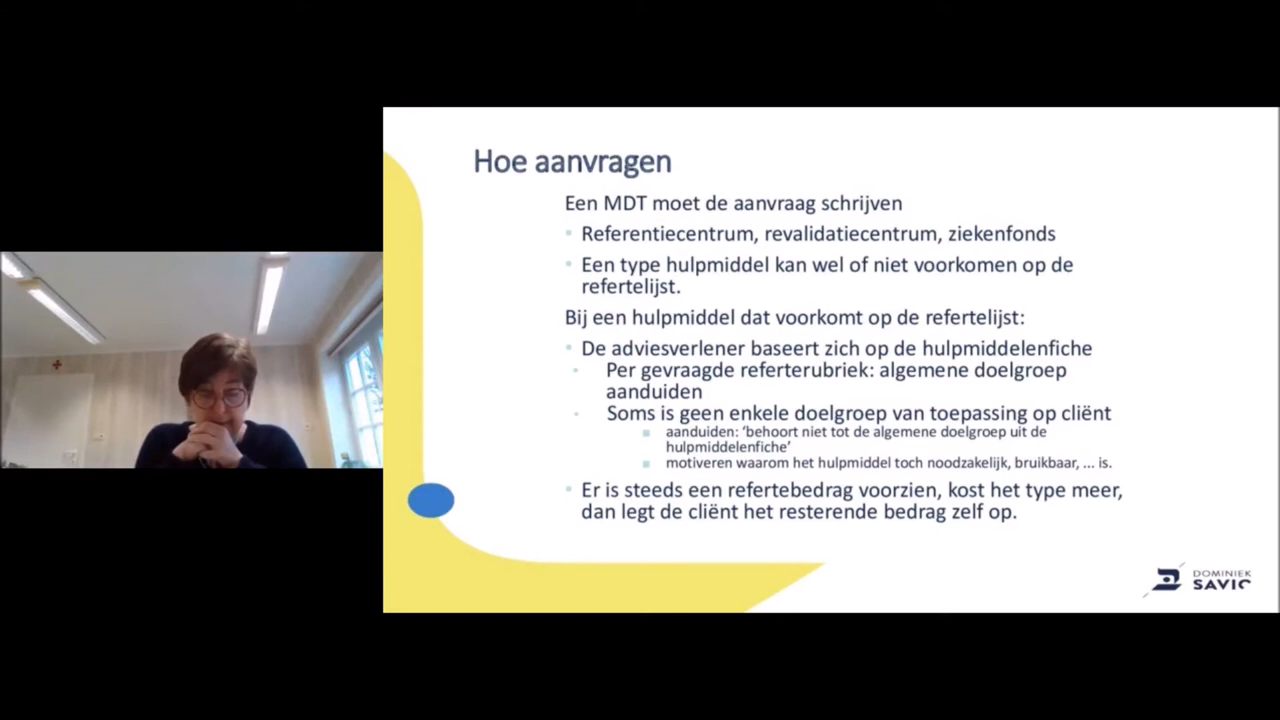 Hoe aanvragen
Een MDT moet de aanvraag schrijven
Referentiecentrum, revalidatiecentrum, ziekenfonds
Een type hulpmiddel kan wel of niet voorkomen op de
refertelijst.
Bij een hulpmiddel dat voorkomt op de refertelijst:
De adviesverlener baseert zich op de hulpmiddelenfiche
Per gevraagde referterubriek: algemene doelgroep
aanduiden
Soms is geen enkele doelgroep van toepassing op cliënt
aanduiden: ‘behoort niet tot de algemene doelgroep uit de
hulpmiddelenfiche’
motiveren waarom het hulpmiddel toch noodzakelijk, bruikbaar, ... is.
Er is steeds een refertebedrag voorzien, kost het type meer,
dan legt de cliënt het resterende bedrag zelf op.
DOMINIEK
SAVIO